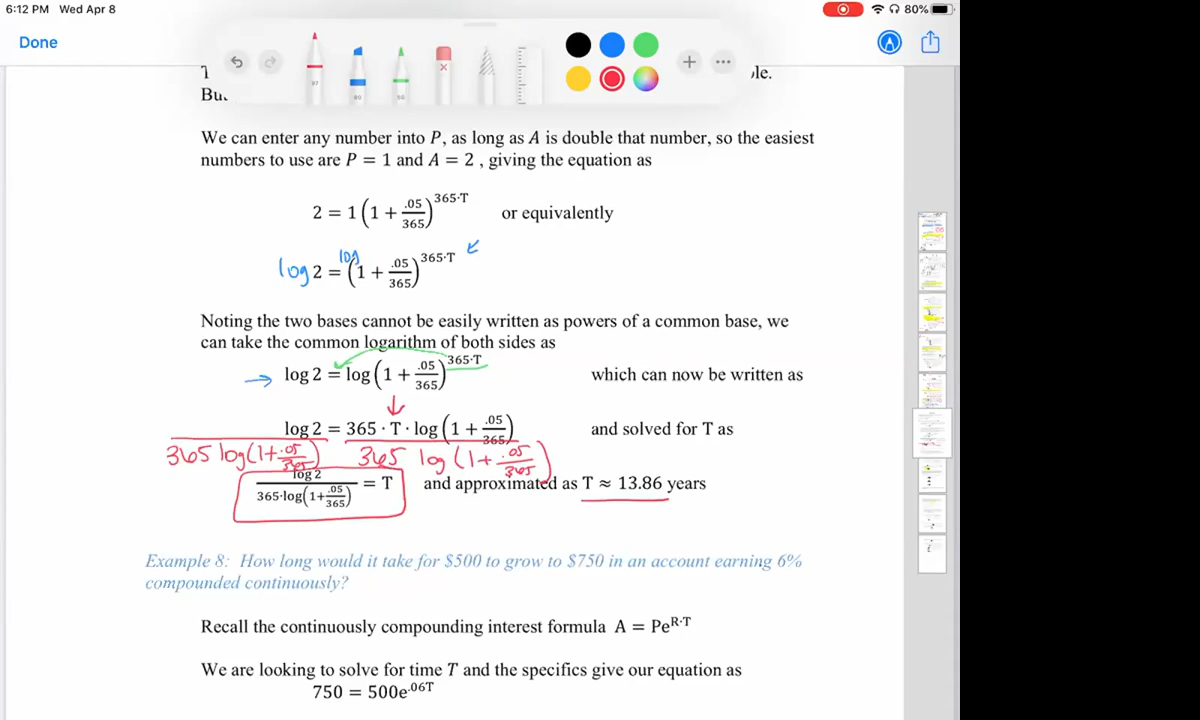 6:12 PM Wed Apr 8
80%
Done
97
80
50
le.
We can enter any number into P, as long as A is double that number, so the easiest
numbers to use are P = 1 and A = 2 , giving the equation as
2 = 1(1 + .05/365)^365·T or equivalently
log 2 = log(1 + .05/365)^365·T
Noting the two bases cannot be easily written as powers of a common base, we
can take the common logarithm of both sides as
→ log 2 = log(1 + .05/365)^365·T which can now be written as
log 2 = 365 · T · log(1 + .05/365) and solved for T as
365 log(1+.05/365) 365 log(1+.05/365)
log 2/365·log(1+.05/365) = T and approximated as T ≈ 13.86 years
Example 8: How long would it take for $500 to grow to $750 in an account earning 6%
compounded continuously?
Recall the continuously compounding interest formula A = Pe^R·T
We are looking to solve for time T and the specifics give our equation as
750 = 500e^.06T